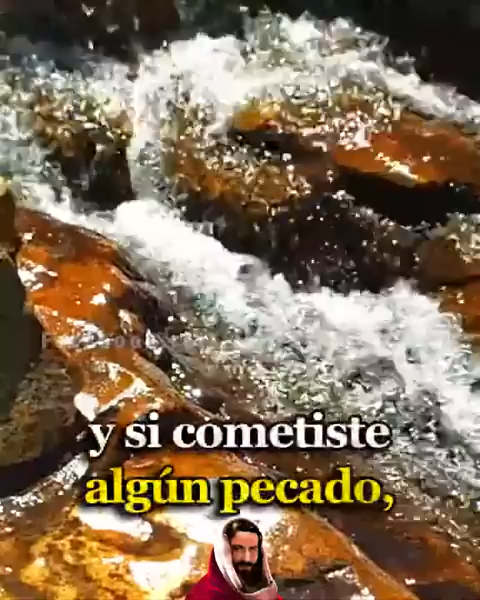 y si cometiste
algún pecado,